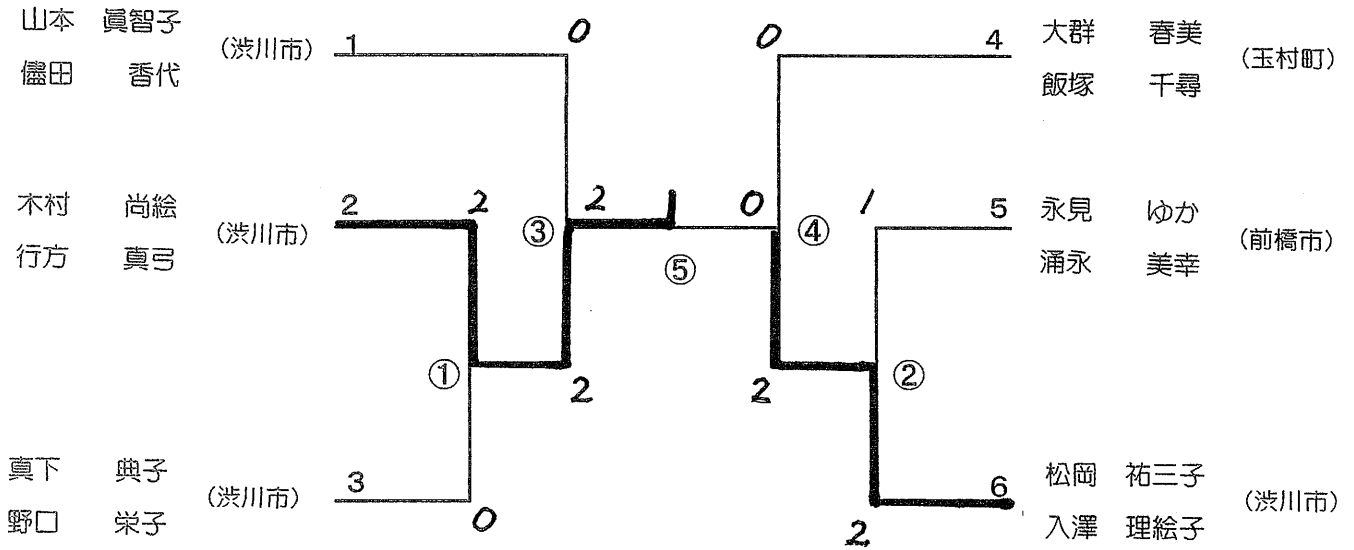 山本 眞智子
儘田 香代
(渋川市)
1
0
0
4
大群 春美
飯塚 千尋
(玉村町)
木村 尚絵
行方 真弓
(渋川市)
2
2
③
2
1
0
④
1
5
永見 ゆか
涌永 美幸
(前橋市)
⑤
①
2
2
②
真下 典子
野口 栄子
(渋川市)
3
0
2
6
松岡 祐三子
入澤 理絵子
(渋川市)